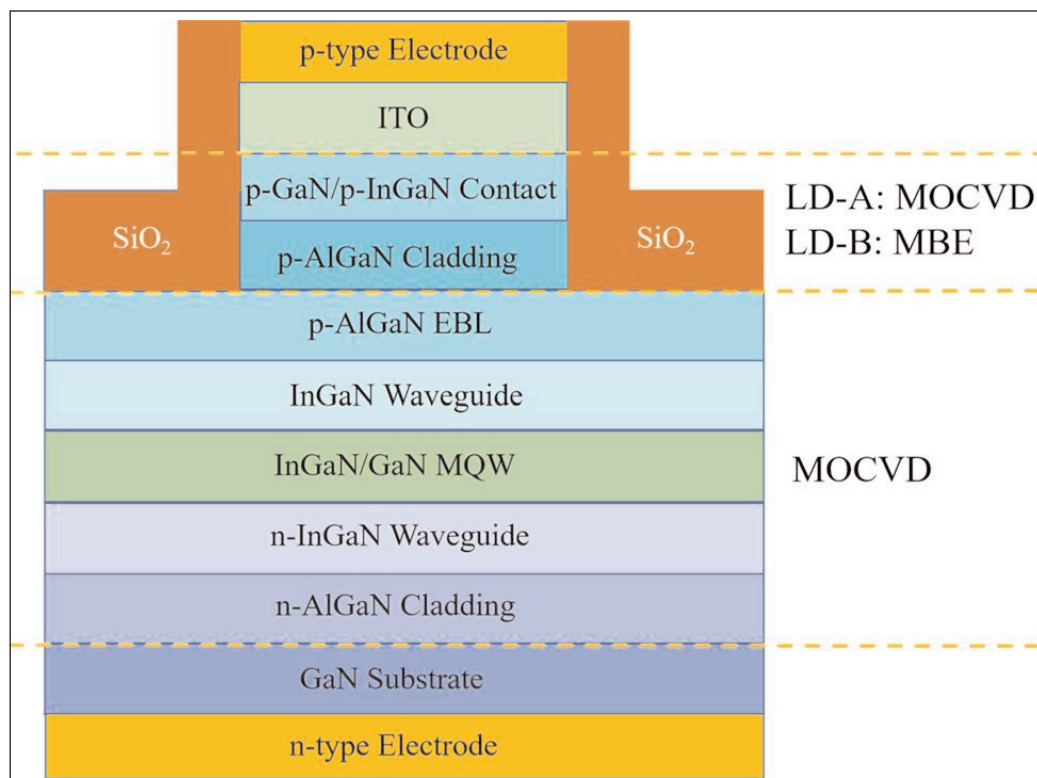 p-type Electrode
ITO
p-GaN/p-InGaN Contact
LD-A: MOCVD
SiO₂
p-AlGaN Cladding
SiO₂
LD-B: MBE
p-AlGaN EBL
InGaN Waveguide
InGaN/GaN MQW
MOCVD
n-InGaN Waveguide
n-AlGaN Cladding
GaN Substrate
n-type Electrode